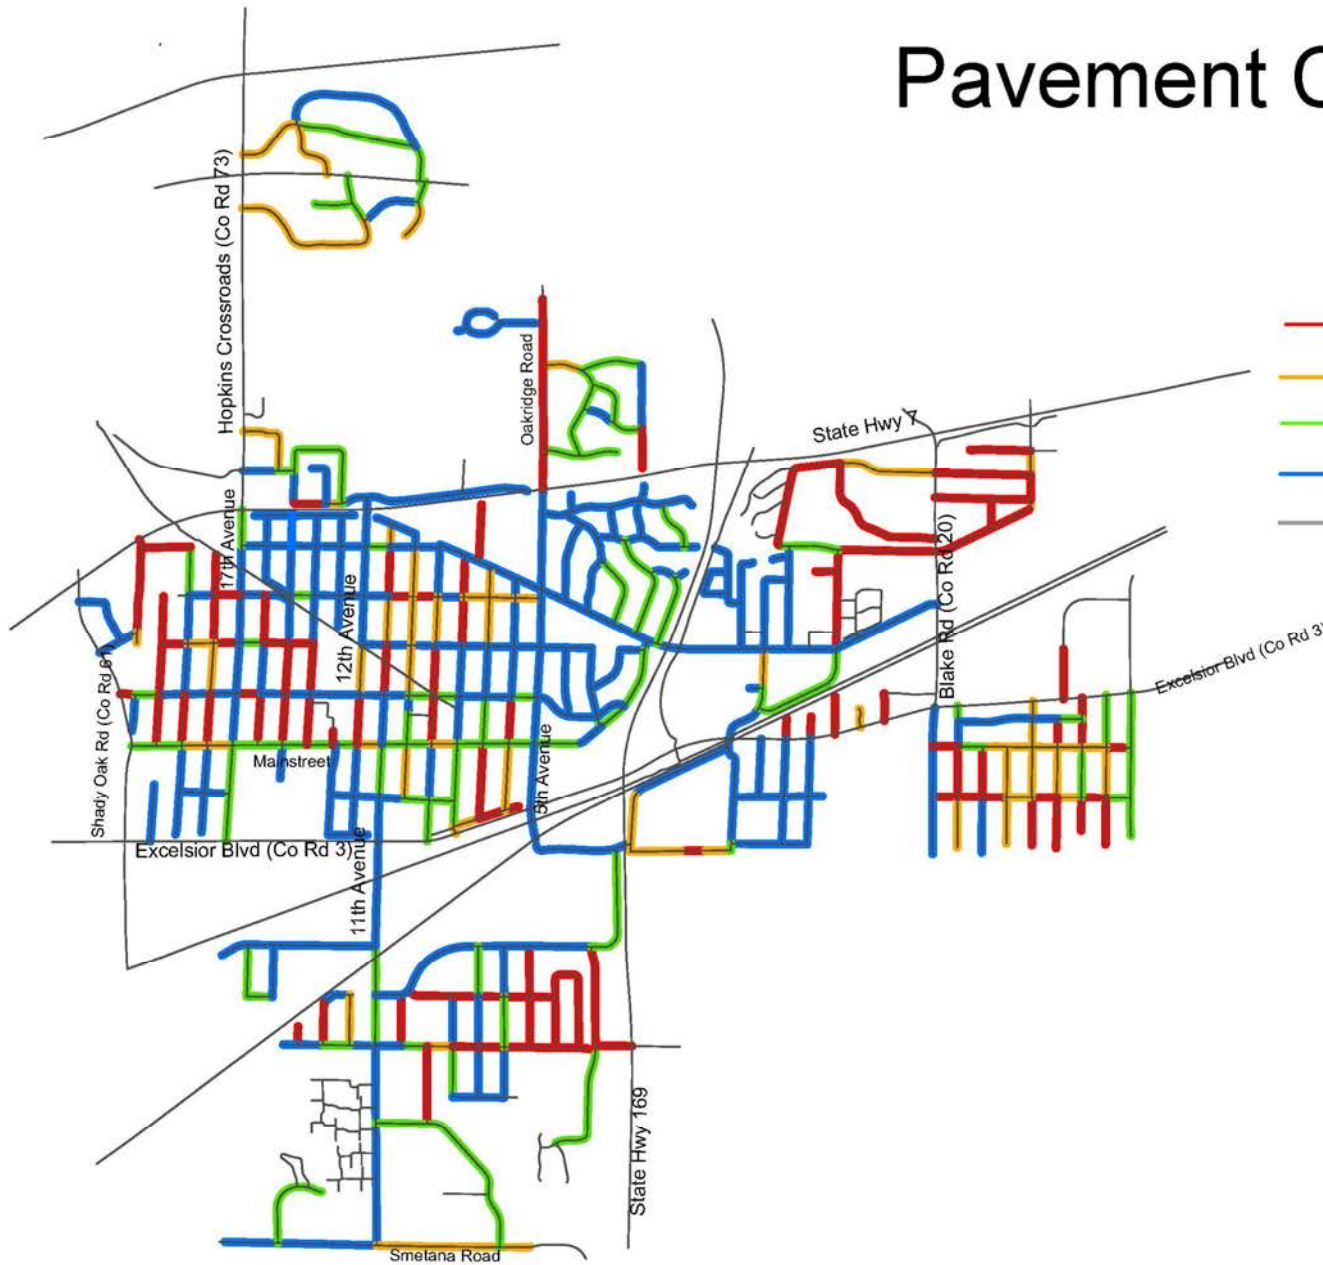 Pavement C
Hopkins Crossroads (Co Rd 73)
Oakridge Road
State Hwy 7
17th Avenue
12th Avenue
Blake Rd (Co Rd 20)
Excelsior Blvd (Co Rd 3)
Shady Oak Rd (Co Rd 61)
Mainstreet
5th Avenue
Excelsior Blvd (Co Rd 3)
11th Avenue
State Hwy 169
Smetana Road